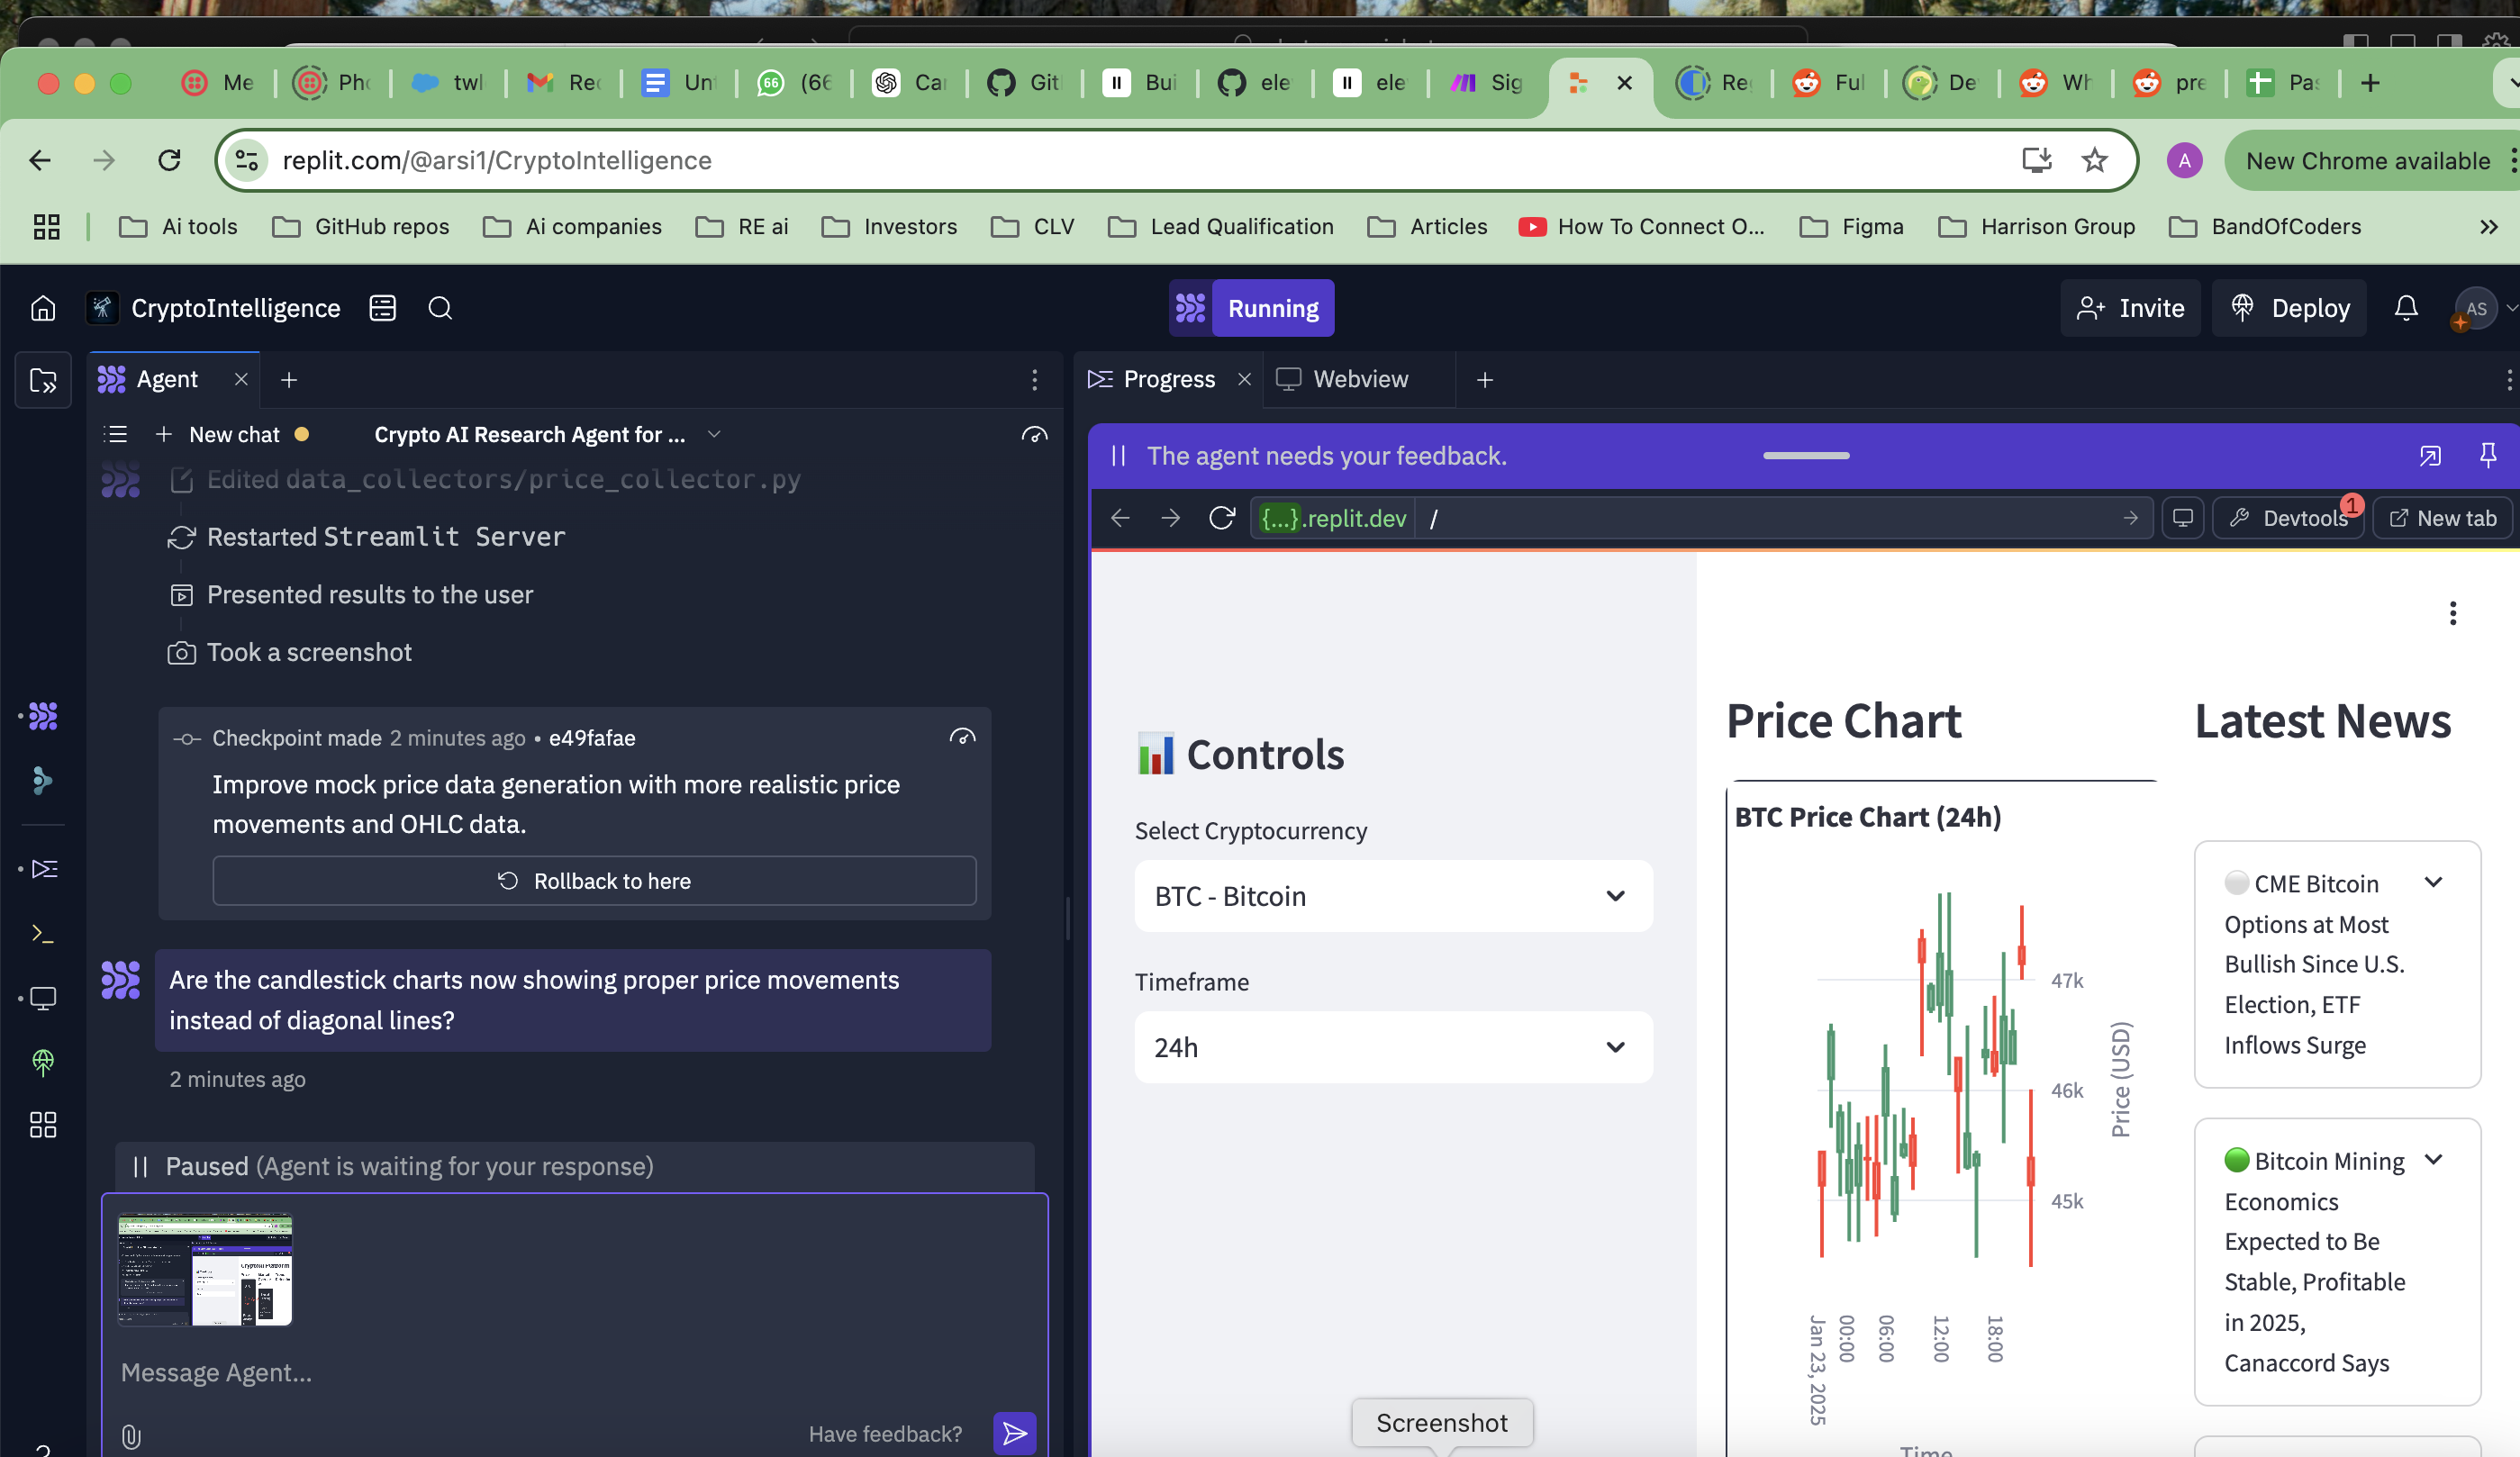 Me
Pho
twl
Rec
Unt
66
(66
Car
Git
Bui
ele
ele
Sig
Re
Ful
De
Wh
pre
Pas
replit.com/@arsi1/CryptoIntelligence
A
New Chrome available
Ai tools
GitHub repos
Ai companies
RE ai
Investors
CLV
Lead Qualification
Articles
How To Connect O...
Figma
Harrison Group
BandOfCoders
CryptoIntelligence
Running
Invite
Deploy
AS
Agent
Progress
Webview
New chat
Crypto AI Research Agent for ...
Edited data_collectors/price_collector.py
Restarted Streamlit Server
Presented results to the user
Took a screenshot
Checkpoint made 2 minutes ago • e49fafae
Improve mock price data generation with more realistic price
movements and OHLC data.
Rollback to here
Are the candlestick charts now showing proper price movements
instead of diagonal lines?
2 minutes ago
Paused (Agent is waiting for your response)
Message Agent...
Have feedback?
The agent needs your feedback.
{...}.replit.dev
/
Devtools
1
New tab
Controls
Select Cryptocurrency
BTC - Bitcoin
Timeframe
24h
Screenshot
Price Chart
BTC Price Chart (24h)
47k
46k
45k
Price (USD)
00:00
06:00
12:00
18:00
Jan 23, 2025
Time
Latest News
CME Bitcoin
Options at Most
Bullish Since U.S.
Election, ETF
Inflows Surge
Bitcoin Mining
Economics
Expected to Be
Stable, Profitable
in 2025,
Canaccord Says